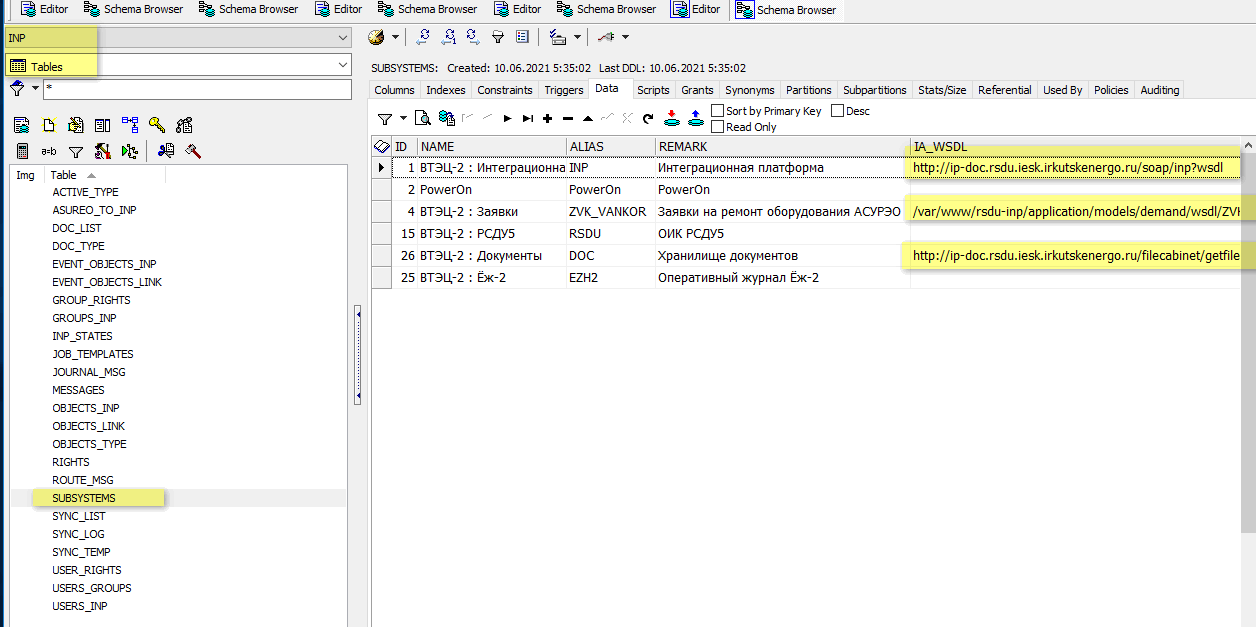 Editor Schema Browser Schema Browser Editor Schema Browser Editor Schema Browser Editor Schema Browser
INP
Tables
*
SUBSYSTEMS: Created: 10.06.2021 5:35:02 Last DDL: 10.06.2021 5:35:02
Columns Indexes Constraints Triggers Data Scripts Grants Synonyms Partitions Subpartitions Stats/Size Referential Used By Policies Auditing
Sort by Primary Key Desc
Read Only
a=b
Img Table
ACTIVE_TYPE
ASUREO_TO_INP
DOC_LIST
DOC_TYPE
EVENT_OBJECTS_INP
EVENT_OBJECTS_LINK
GROUP_RIGHTS
GROUPS_INP
INP_STATES
JOB_TEMPLATES
JOURNAL_MSG
MESSAGES
OBJECTS_INP
OBJECTS_LINK
OBJECTS_TYPE
RIGHTS
ROUTE_MSG
SUBSYSTEMS
SYNC_LIST
SYNC_LOG
SYNC_TEMP
USER_RIGHTS
USERS_GROUPS
USERS_INP
ID NAME ALIAS REMARK IA_WSDL
1 ВТЭЦ-2 : Интеграционна INP Интеграционная платформа http://ip-doc.rsdu.iesk.irkutskenergo.ru/soap/inp?wsdl
2 PowerOn PowerOn PowerOn
4 ВТЭЦ-2 : Заявки ZVK_VANKOR Заявки на ремонт оборудования АСУРЭО /var/www/rsdu-inp/application/models/demand/wsdl/ZVK
15 ВТЭЦ-2 : РСДУ5 RSDU ОИК РСДУ5
26 ВТЭЦ-2 : Документы DOC Хранилище документов http://ip-doc.rsdu.iesk.irkutskenergo.ru/filecabinet/getfile
25 ВТЭЦ-2 : Ёж-2 EZH2 Оперативный журнал Ёж-2